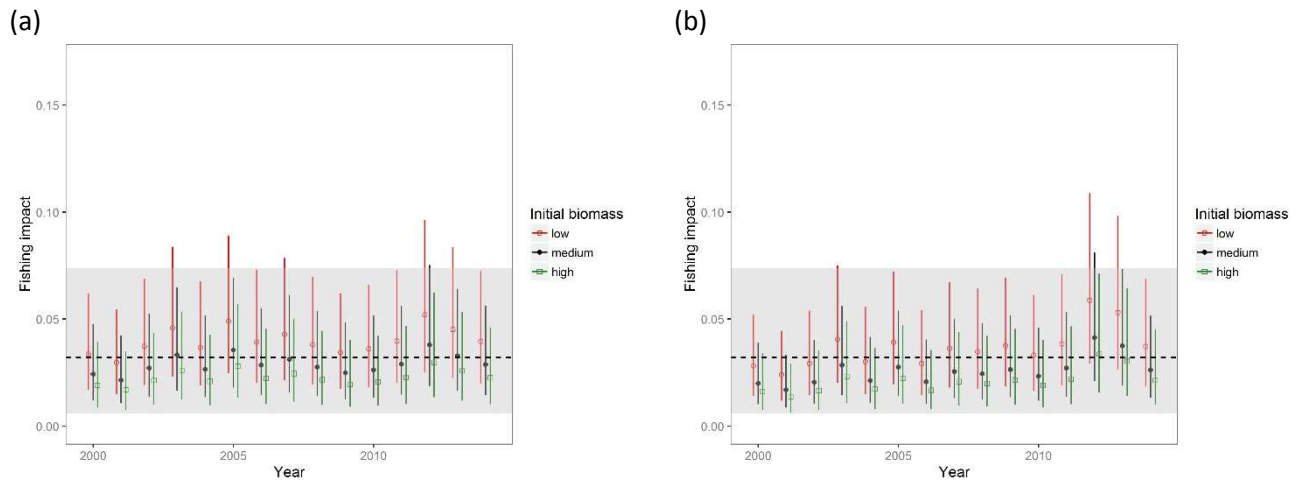 (a)
Fishing impact
0.15
0.10
0.05
0.00
2000
2005
2010
Year
Initial biomass
low
medium
high
(b)
Fishing impact
0.15
0.10
0.05
0.00
2000
2005
2010
Year
Initial biomass
low
medium
high